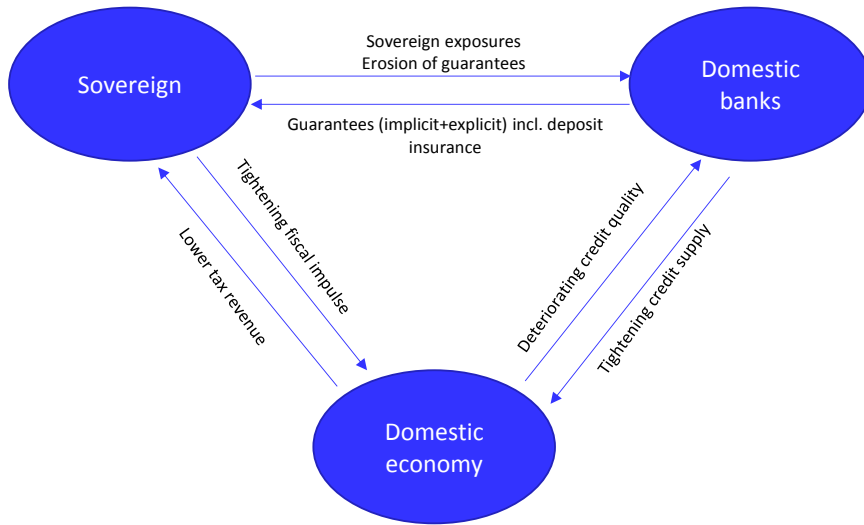 Sovereign exposures
Erosion of guarantees
Sovereign
Domestic
banks
Guarantees (implicit+explicit) incl. deposit
insurance
Tightening fiscal impulse
Lower tax revenue
Deteriorating credit quality
Tightening credit supply
Domestic
economy